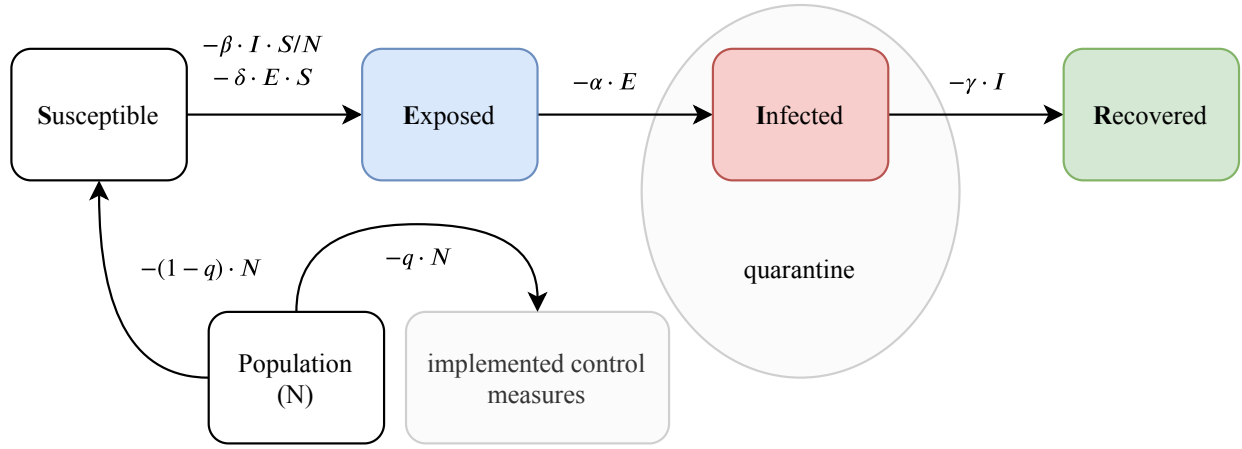 −β · I · S/N
− δ · E · S
Susceptible
Exposed
−α · E
Infected
−γ · I
Recovered
−(1 − q) · N
−q · N
quarantine
Population
(N)
implemented control
measures